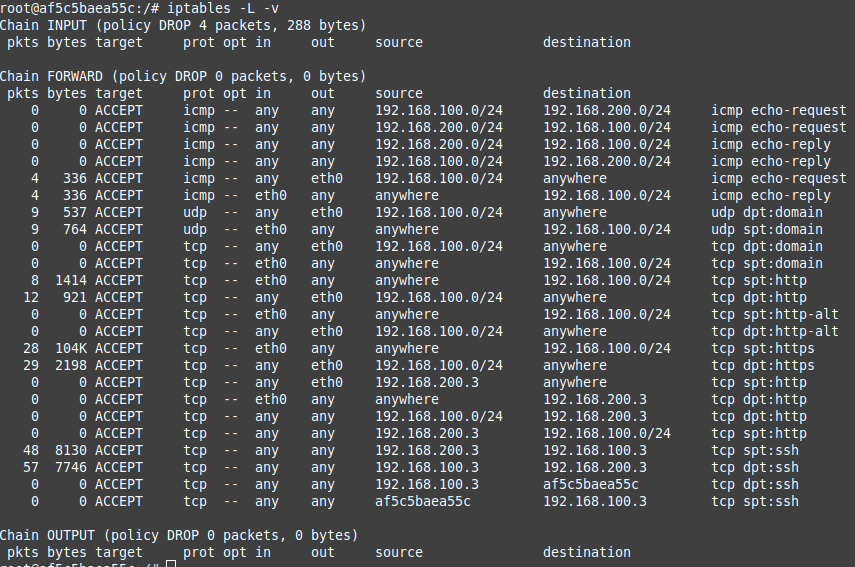 root@af5c5baea55c:/# iptables -L -v
Chain INPUT (policy DROP 4 packets, 288 bytes)
 pkts bytes target     prot opt in     out     source               destination

Chain FORWARD (policy DROP 0 packets, 0 bytes)
 pkts bytes target     prot opt in     out     source               destination
    0     0 ACCEPT     icmp --  any    any     192.168.100.0/24     192.168.200.0/24     icmp echo-request
    0     0 ACCEPT     icmp --  any    any     192.168.200.0/24     192.168.100.0/24     icmp echo-request
    0     0 ACCEPT     icmp --  any    any     192.168.200.0/24     192.168.100.0/24     icmp echo-reply
    0     0 ACCEPT     icmp --  any    any     192.168.100.0/24     192.168.200.0/24     icmp echo-reply
    4   336 ACCEPT     icmp --  any    eth0    192.168.100.0/24     anywhere             icmp echo-request
    4   336 ACCEPT     icmp --  eth0   any     anywhere             192.168.100.0/24     icmp echo-reply
    9   537 ACCEPT     udp  --  any    eth0    192.168.100.0/24     anywhere             udp dpt:domain
    9   764 ACCEPT     udp  --  eth0   any     anywhere             192.168.100.0/24     udp spt:domain
    0     0 ACCEPT     tcp  --  any    eth0    192.168.100.0/24     anywhere             tcp dpt:domain
    0     0 ACCEPT     tcp  --  eth0   any     anywhere             192.168.100.0/24     tcp spt:domain
    8  1414 ACCEPT     tcp  --  eth0   any     anywhere             192.168.100.0/24     tcp spt:http
   12   921 ACCEPT     tcp  --  any    eth0    192.168.100.0/24     anywhere             tcp dpt:http
    0     0 ACCEPT     tcp  --  eth0   any     anywhere             192.168.100.0/24     tcp spt:http-alt
    0     0 ACCEPT     tcp  --  any    eth0    192.168.100.0/24     anywhere             tcp dpt:http-alt
   28  104K ACCEPT     tcp  --  eth0   any     anywhere             192.168.100.0/24     tcp spt:https
   29  2198 ACCEPT     tcp  --  any    eth0    192.168.100.0/24     anywhere             tcp dpt:https
    0     0 ACCEPT     tcp  --  any    eth0    192.168.200.3        anywhere             tcp spt:http
    0     0 ACCEPT     tcp  --  eth0   any     anywhere             192.168.200.3        tcp dpt:http
    0     0 ACCEPT     tcp  --  any    any     192.168.100.0/24     192.168.200.3        tcp dpt:http
    0     0 ACCEPT     tcp  --  any    any     192.168.200.3        192.168.100.0/24     tcp spt:http
   48  8130 ACCEPT     tcp  --  any    any     192.168.200.3        192.168.100.3        tcp spt:ssh
   57  7746 ACCEPT     tcp  --  any    any     192.168.100.3        192.168.200.3        tcp dpt:ssh
    0     0 ACCEPT     tcp  --  any    any     192.168.100.3        af5c5baea55c         tcp dpt:ssh
    0     0 ACCEPT     tcp  --  any    any     af5c5baea55c         192.168.100.3        tcp spt:ssh

Chain OUTPUT (policy DROP 0 packets, 0 bytes)
 pkts bytes target     prot opt in     out     source               destination
root@af5c5baea55c:/#